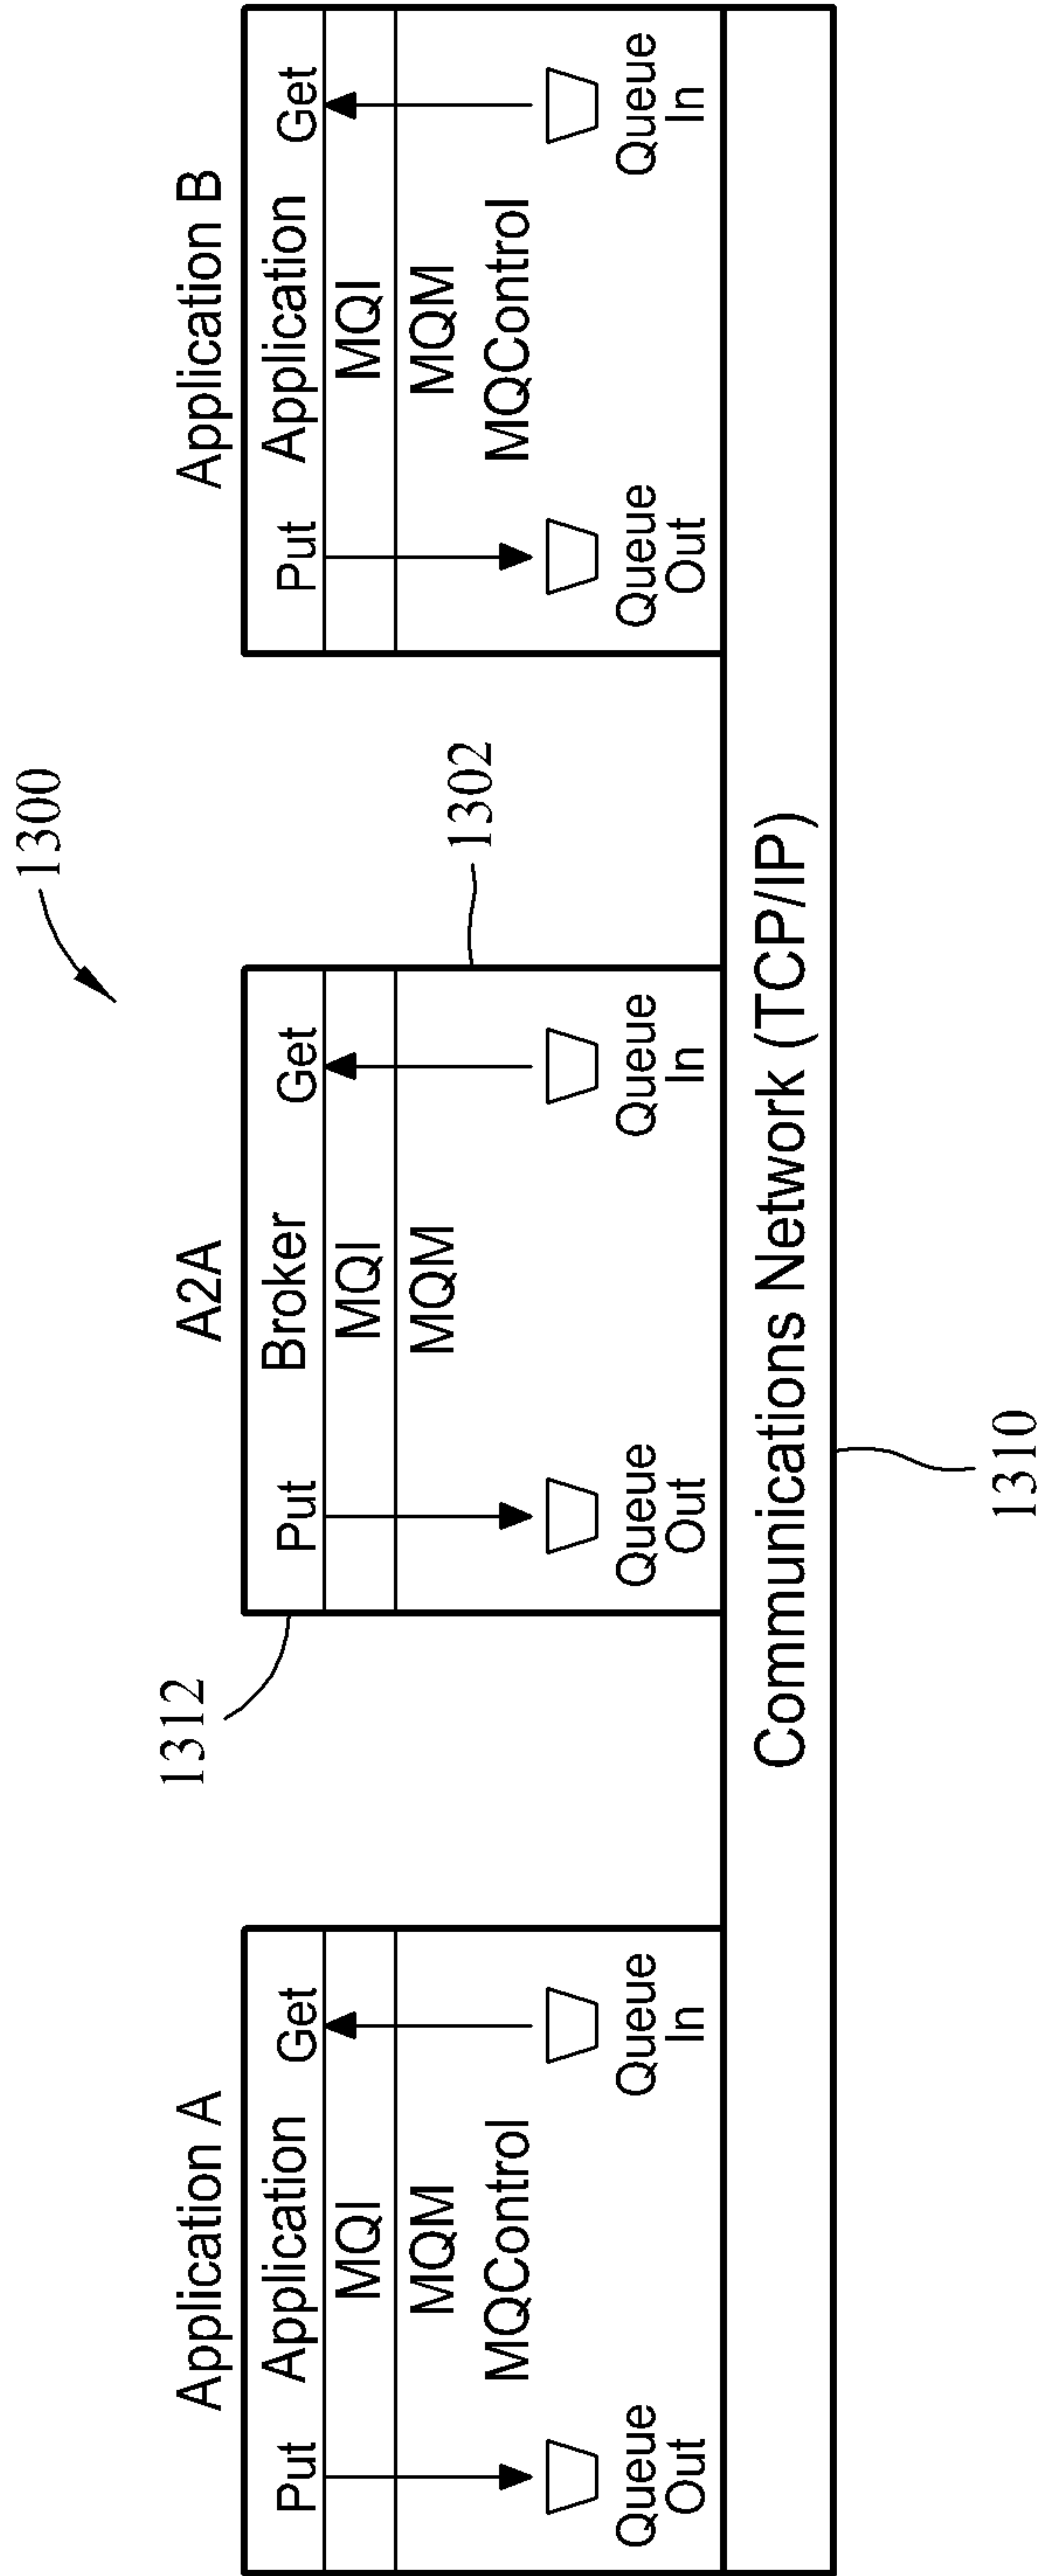 1300
Application A
A2A
Application B
1312
Put Application Get
MQI
MQM
MQControl
Queue
Out
Queue
In
Put Broker Get
MQI
MQM
Queue
Out
Queue
In
1302
Put Application Get
MQI
MQM
MQControl
Queue
Out
Queue
In
Communications Network (TCP/IP)
1310